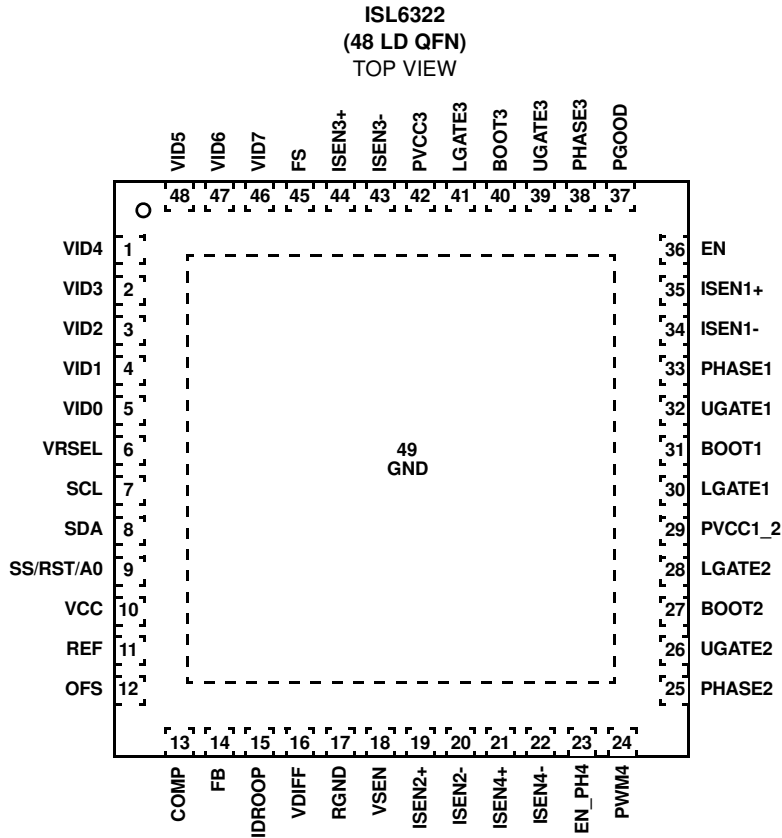 ISL6322
(48 LD QFN)
TOP VIEW
VID5
VID6
VID7
FS
ISEN3+
ISEN3-
PVCC3
LGATE3
BOOT3
UGATE3
PHASE3
PGOOD
48 47 46 45 44 43 42 41 40 39 38 37
VID4 1
VID3 2
VID2 3
VID1 4
VID0 5
VRSEL 6
SCL 7
SDA 8
SS/RST/A0 9
VCC 10
REF 11
OFS 12
49
GND
36 EN
35 ISEN1+
34 ISEN1-
33 PHASE1
32 UGATE1
31 BOOT1
30 LGATE1
29 PVCC1_2
28 LGATE2
27 BOOT2
26 UGATE2
25 PHASE2
13 14 15 16 17 18 19 20 21 22 23 24
COMP
FB
IDROOP
VDIFF
RGND
VSEN
ISEN2+
ISEN2-
ISEN4+
ISEN4-
EN_PH4
PWM4